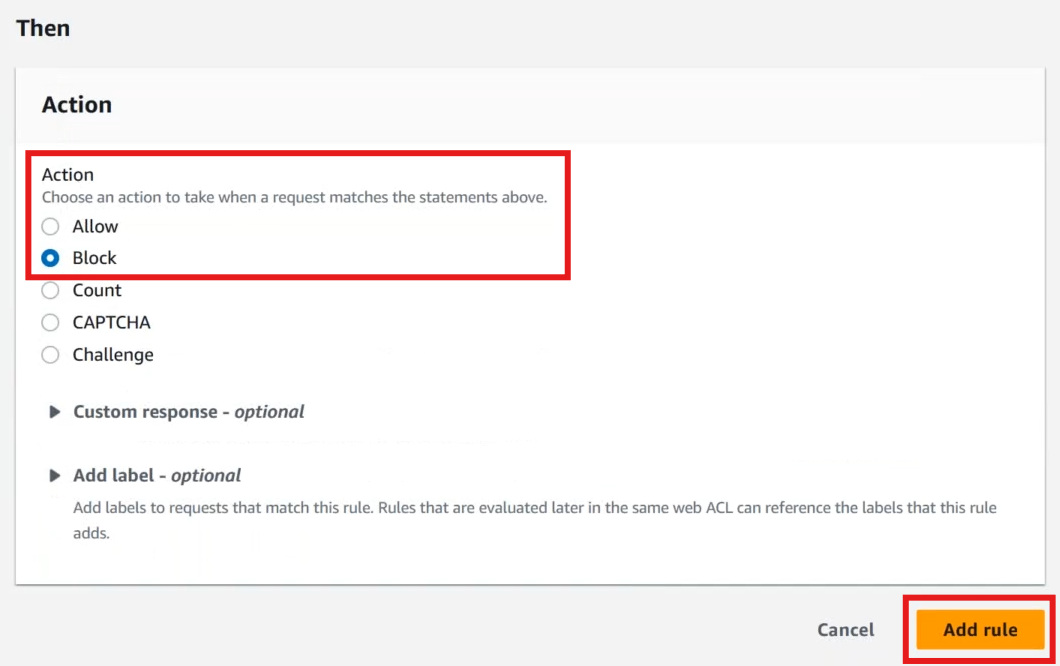 Then
Action
Action
Choose an action to take when a request matches the statements above.
Allow
Block
Count
CAPTCHA
Challenge
Custom response - optional
Add label - optional
Add labels to requests that match this rule. Rules that are evaluated later in the same web ACL can reference the labels that this rule
adds.
Cancel
Add rule